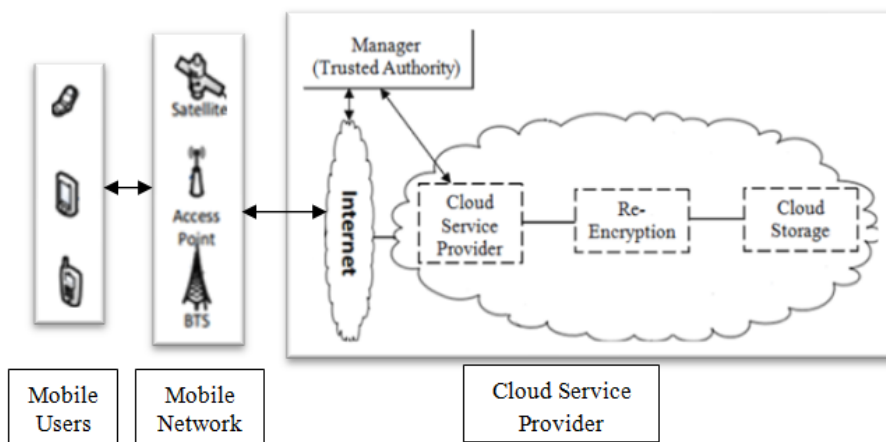 Manager
(Trusted Authority)
Satellite
Access
Point
BTS
Internet
Cloud
Service
Provider
Re-
Encryption
Cloud
Storage
Mobile
Users
Mobile
Network
Cloud Service
Provider